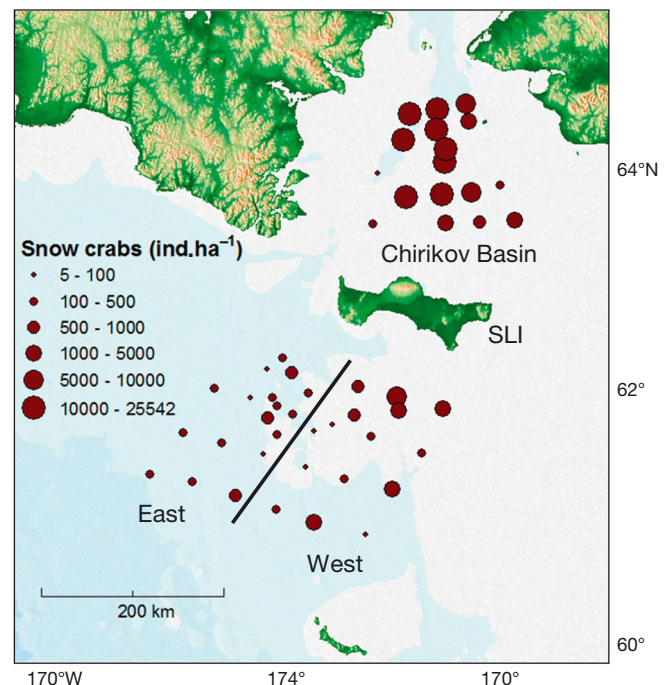 64°N
Chirikov Basin
Snow crabs (ind.ha⁻¹)
5 - 100
100 - 500
500 - 1000
1000 - 5000
5000 - 10000
10000 - 25542
SLI
62°
East
West
200 km
60°
170°W 174° 170°